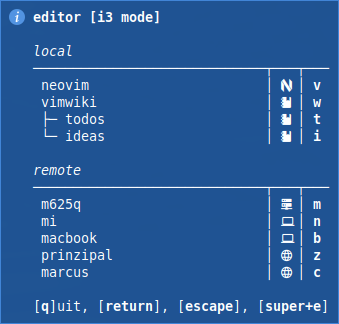 editor [i3 mode]
local
neovim v
vimwiki w
├─ todos t
└─ ideas i
remote
m625q m
mi n
macbook b
prinzipal z
marcus c
[q]uit, [return], [escape], [super+e]